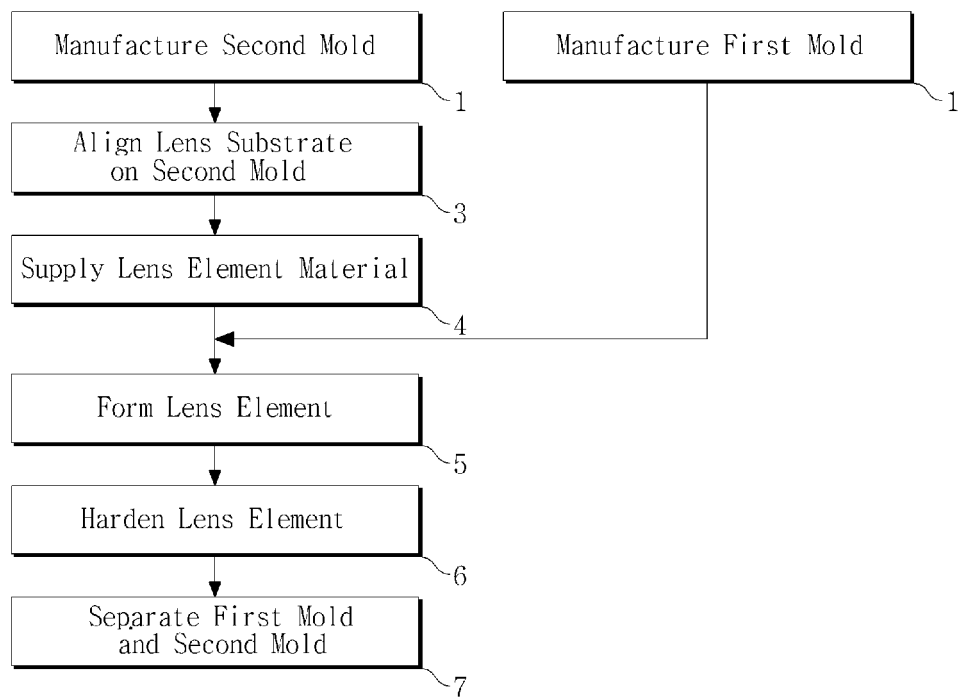 Manufacture Second Mold
1
Manufacture First Mold
1
Align Lens Substrate
on Second Mold
3
Supply Lens Element Material
4
Form Lens Element
5
Harden Lens Element
6
Separate First Mold
and Second Mold
7